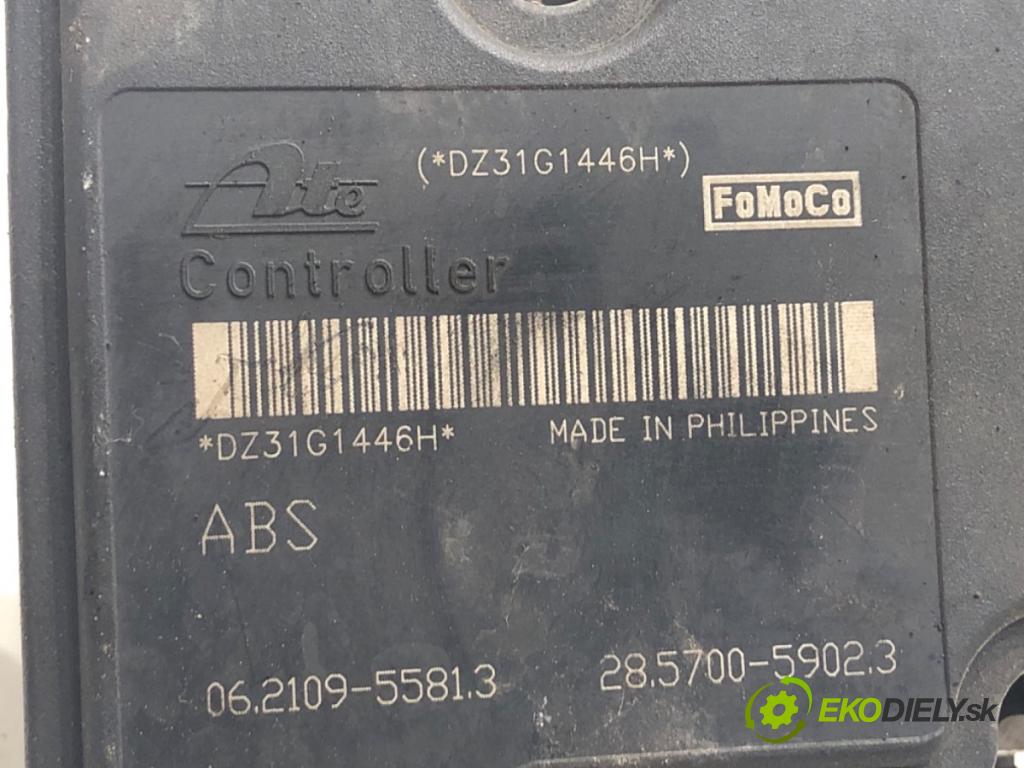 Ate
(*DZ31G1446H*)
FoMoCo
Controller
*DZ31G1446H*
MADE IN PHILIPPINES
ABS
06.2109-5581.3
28.5700-5902.3
EKODIELY.sk